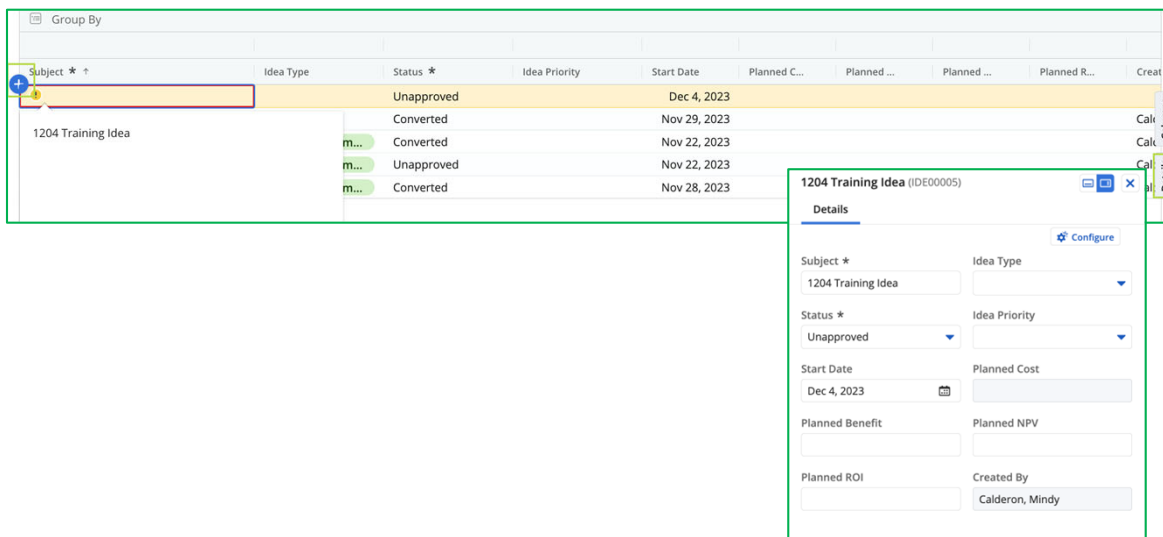 Group By
Subject * ↑ Idea Type Status * Idea Priority Start Date Planned C... Planned ... Planned ... Planned R... Creat
Unapproved Dec 4, 2023
1204 Training Idea
Converted Nov 29, 2023
m... Converted Nov 22, 2023
m... Unapproved Nov 22, 2023
m... Converted Nov 28, 2023
1204 Training Idea (IDE00005)
Details
Configure
Subject * Idea Type
1204 Training Idea
Status * Idea Priority
Unapproved
Start Date Planned Cost
Dec 4, 2023
Planned Benefit Planned NPV
Planned ROI Created By
Calderon, Mindy